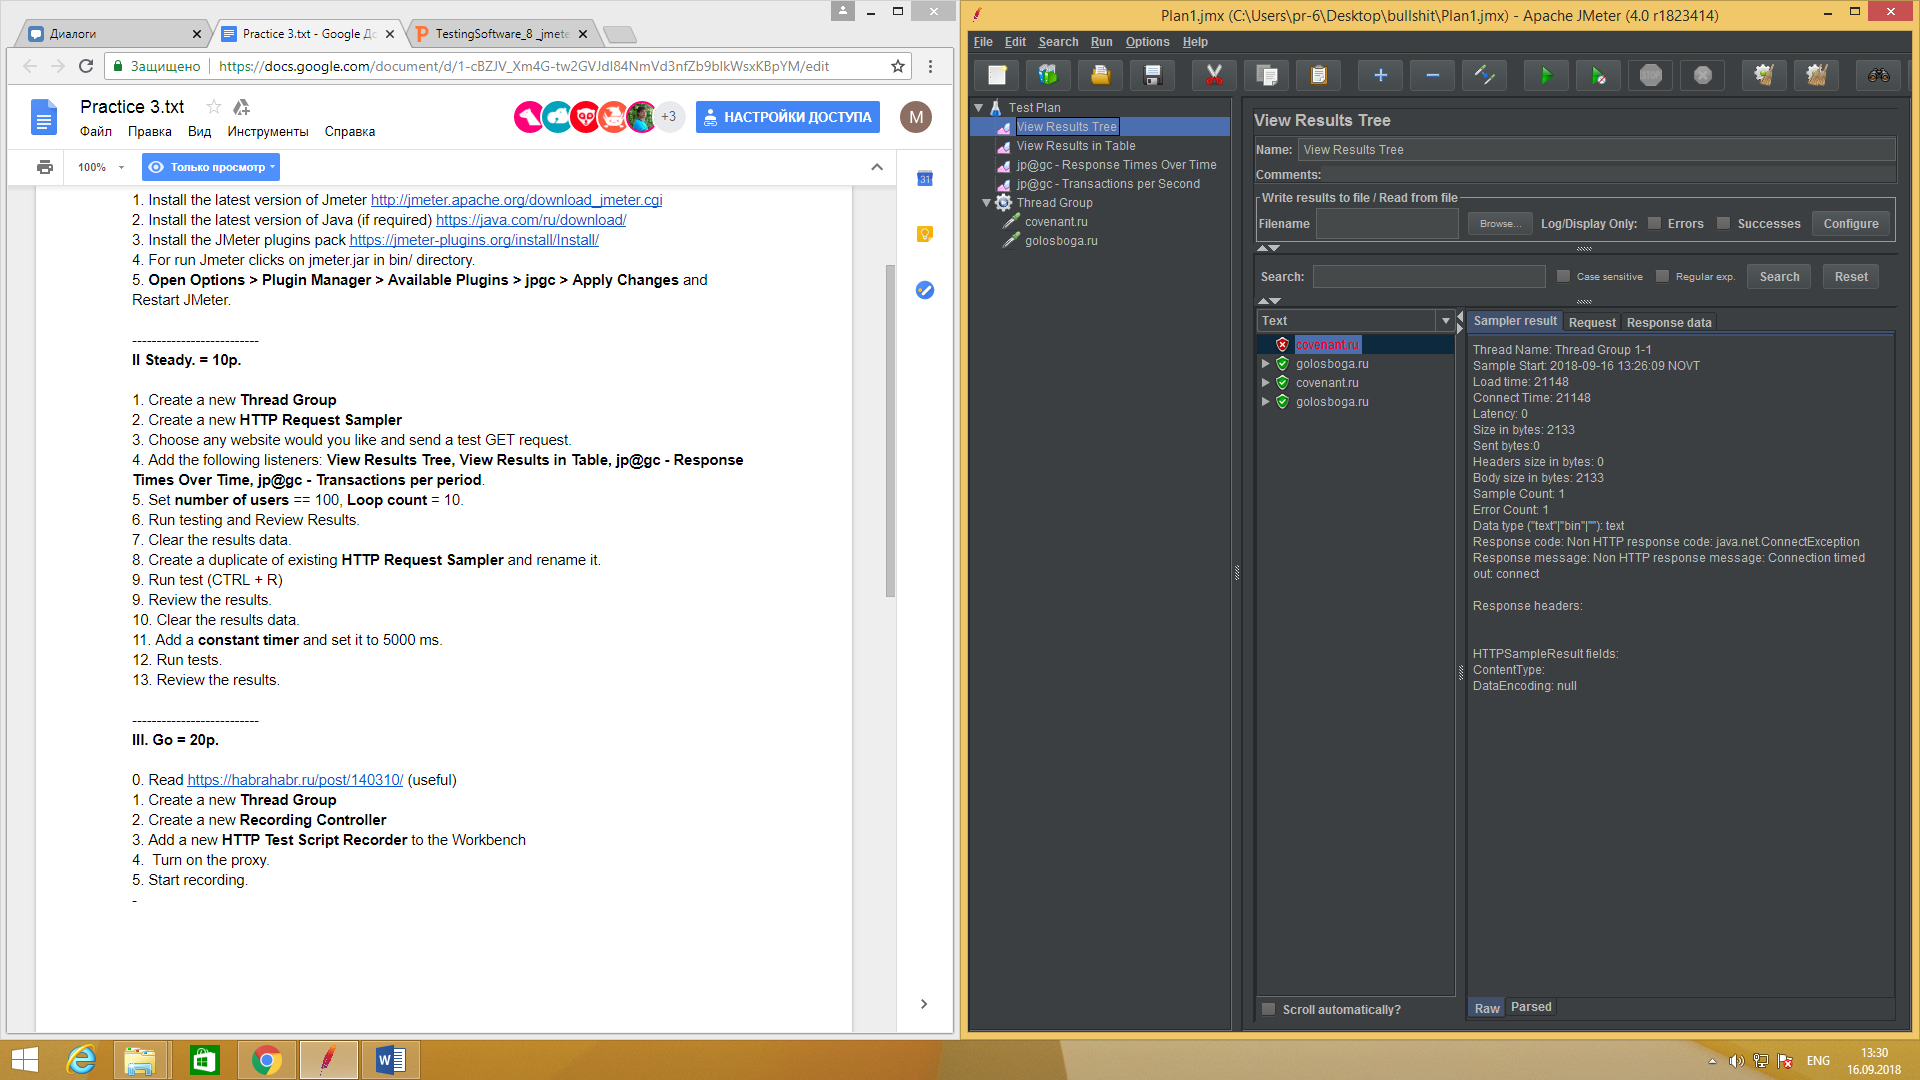 Диалоги
Practice 3.txt - Google Дс
TestingSoftware_8 _jmete
Защищено
https://docs.google.com/document/d/1-cBZJV_Xm4G-tw2GVJdl84NmVd3nfZb9blkWsxKBpYM/edit
Practice 3.txt
Файл Правка Вид Инструменты Справка
+3
НАСТРОЙКИ ДОСТУПА
M
100%
Только просмотр
31
1. Install the latest version of Jmeter http://jmeter.apache.org/download_jmeter.cgi
2. Install the latest version of Java (if required) https://java.com/ru/download/
3. Install the JMeter plugins pack https://jmeter-plugins.org/install/Install/
4. For run Jmeter clicks on jmeter.jar in bin/ directory.
5. Open Options > Plugin Manager > Available Plugins > jpgc > Apply Changes and
Restart JMeter.
--------------------------
II Steady. = 10p.
1. Create a new Thread Group
2. Create a new HTTP Request Sampler
3. Choose any website would you like and send a test GET request.
4. Add the following listeners: View Results Tree, View Results in Table, jp@gc - Response
Times Over Time, jp@gc - Transactions per period.
5. Set number of users == 100, Loop count = 10.
6. Run testing and Review Results.
7. Clear the results data.
8. Create a duplicate of existing HTTP Request Sampler and rename it.
9. Run test (CTRL + R)
9. Review the results.
10. Clear the results data.
11. Add a constant timer and set it to 5000 ms.
12. Run tests.
13. Review the results.
--------------------------
III. Go = 20p.
0. Read https://habrahabr.ru/post/140310/ (useful)
1. Create a new Thread Group
2. Create a new Recording Controller
3. Add a new HTTP Test Script Recorder to the Workbench
4.  Turn on the proxy.
5. Start recording.
-
Plan1.jmx (C:\Users\pr-6\Desktop\bullshit\Plan1.jmx) - Apache JMeter (4.0 r1823414)
File Edit Search Run Options Help
STOP
Test Plan
View Results Tree
View Results in Table
jp@gc - Response Times Over Time
jp@gc - Transactions per Second
Thread Group
covenant.ru
golosboga.ru
View Results Tree
Name: View Results Tree
Comments:
Write results to file / Read from file
Filename Browse... Log/Display Only: Errors Successes Configure
Search: Case sensitive Regular exp. Search Reset
Text
covenant.ru
golosboga.ru
covenant.ru
golosboga.ru
Scroll automatically?
Sampler result Request Response data
Thread Name: Thread Group 1-1
Sample Start: 2018-09-16 13:26:09 NOVT
Load time: 21148
Connect Time: 21148
Latency: 0
Size in bytes: 2133
Sent bytes:0
Headers size in bytes: 0
Body size in bytes: 2133
Sample Count: 1
Error Count: 1
Data type ("text"|"bin"|""): text
Response code: Non HTTP response code: java.net.ConnectException
Response message: Non HTTP response message: Connection timed
out: connect
Response headers:
HTTPSampleResult fields:
ContentType:
DataEncoding: null
Raw Parsed
ENG
13:30
16.09.2018